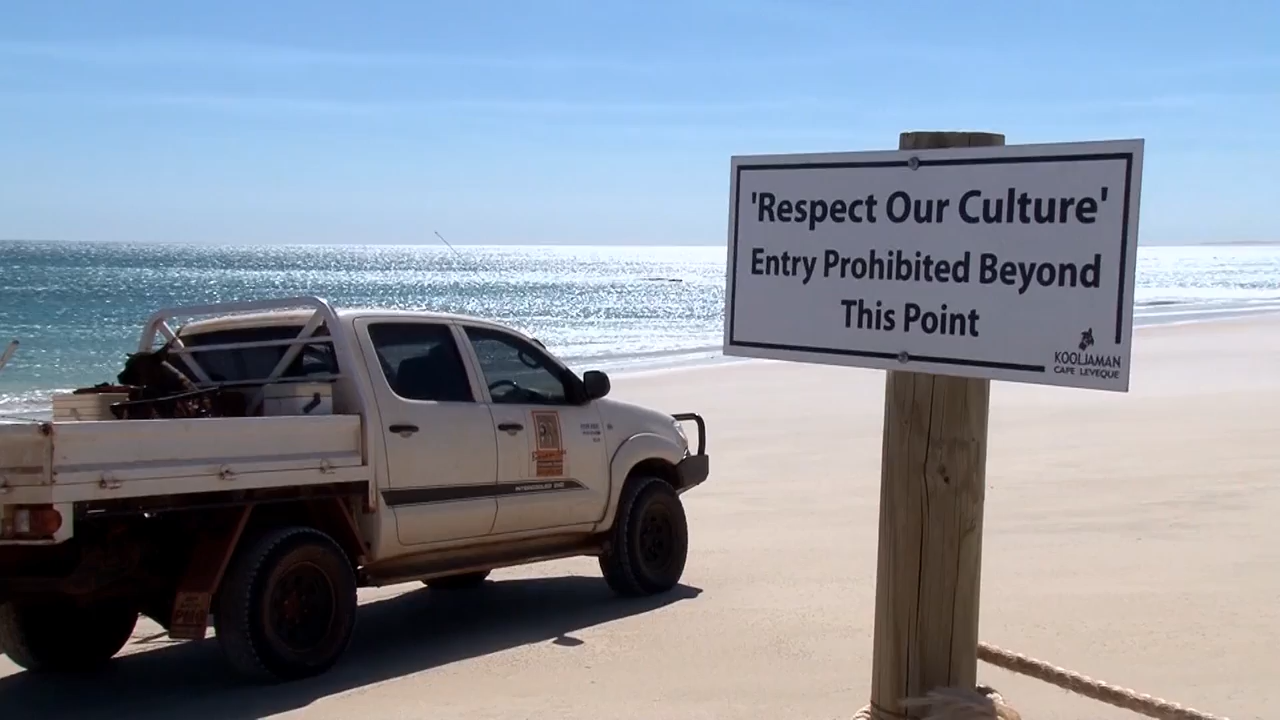 'Respect Our Culture'
Entry Prohibited Beyond
This Point
KOOLJAMAN
CAPE LEVEQUE